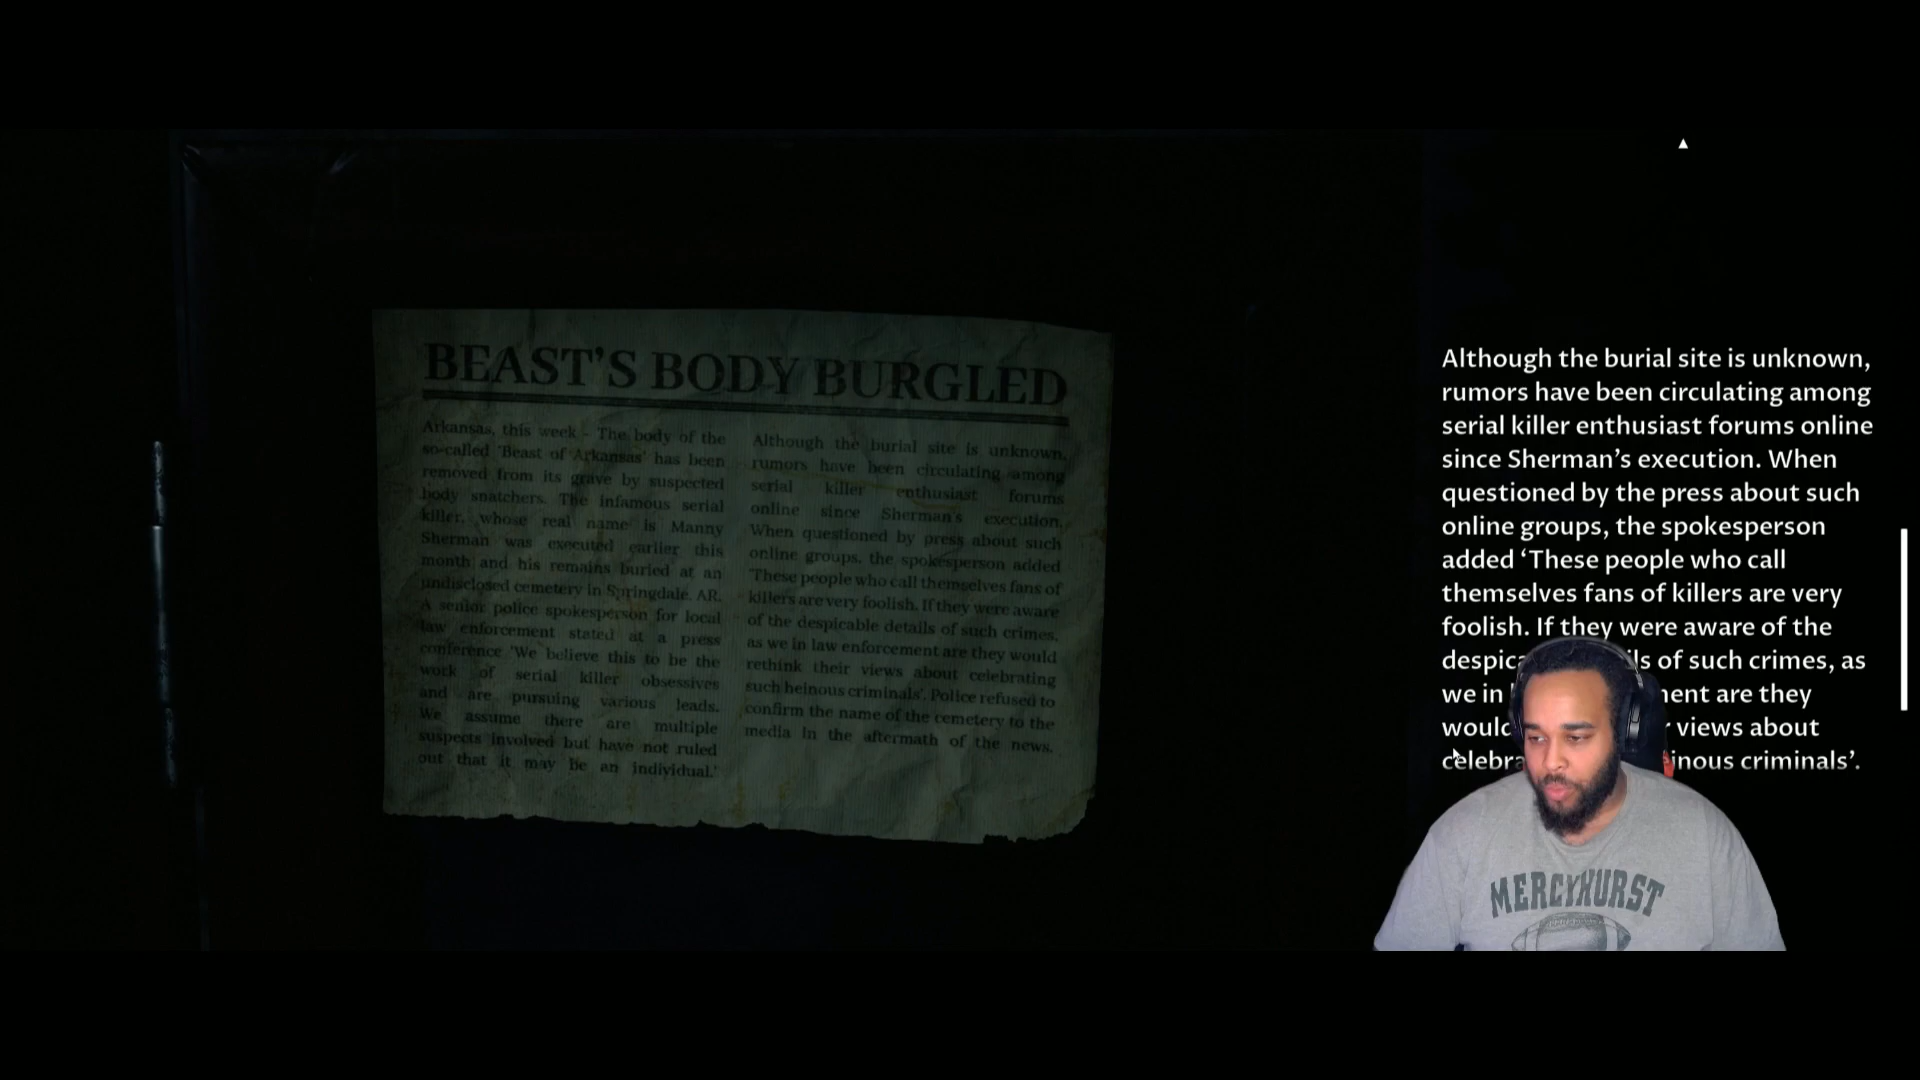 BEAST'S BODY BURGLED
Arkansas, this week - The body of the
so-called 'Beast of Arkansas' has been
removed from its grave by suspected
body snatchers. The infamous serial
killer, whose real name is Manny
Sherman was executed earlier this
month and his remains buried at an
undisclosed cemetery in Springdale, AR.
A senior police spokesperson for local
law enforcement stated at a press
conference 'We believe this to be the
work of serial killer obsessives
and are pursuing various leads.
We assume there are multiple
suspects involved but have not ruled
out that it may be an individual.'
Although the burial site is unknown,
rumors have been circulating among
serial killer enthusiast forums
online since Sherman's execution.
When questioned by press about such
online groups, the spokesperson added
'These people who call themselves fans of
killers are very foolish. If they were aware
of the despicable details of such crimes,
as we in law enforcement are they would
rethink their views about celebrating
such heinous criminals'. Police refused to
confirm the name of the cemetery to the
media in the aftermath of the news.
Although the burial site is unknown,
rumors have been circulating among
serial killer enthusiast forums online
since Sherman's execution. When
questioned by the press about such
online groups, the spokesperson
added 'These people who call
themselves fans of killers are very
foolish. If they were aware of the
of such crimes, as
we in are they
views about
criminals'.
MERCYHURST